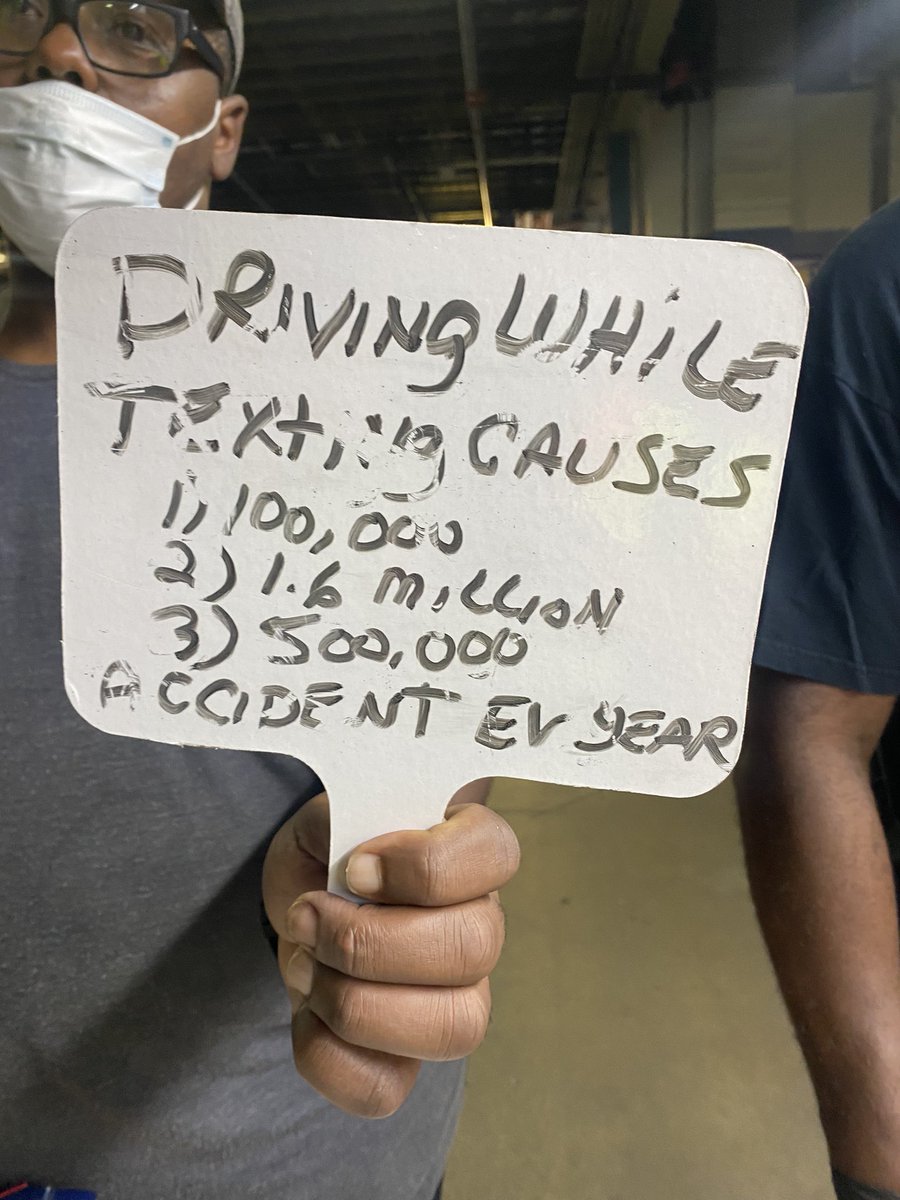 DRIVING WHILE
TEXTING CAUSES
1) 100,000
2) 1.6 MILLION
3) 500,000
ACCIDENT EV YEAR